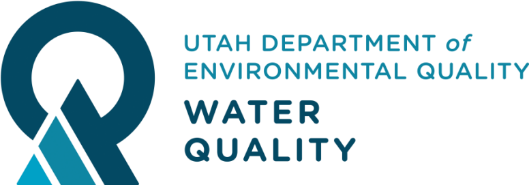 UTAH DEPARTMENT of
ENVIRONMENTAL QUALITY
WATER
QUALITY